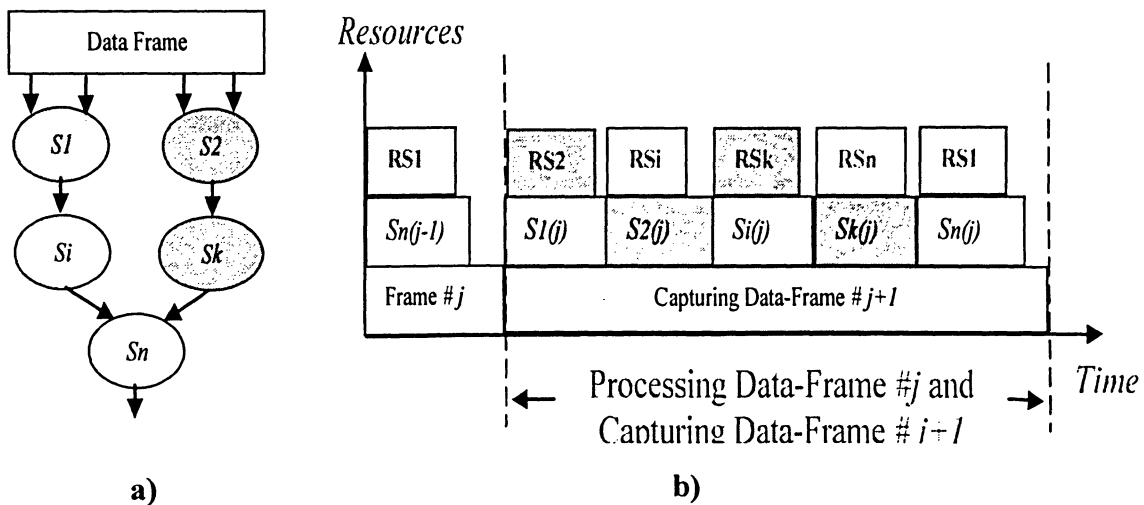 Data Frame
S1
S2
Si
Sk
Sn
a)
Resources
RS1
RS2
RSi
RSk
RSn
RS1
Sn(j-1)
S1(j)
S2(j)
Si(j)
Sk(j)
Sn(j)
Frame #j
Capturing Data-Frame #j+1
Time
Processing Data-Frame #j and
Capturing Data-Frame # j+1
b)